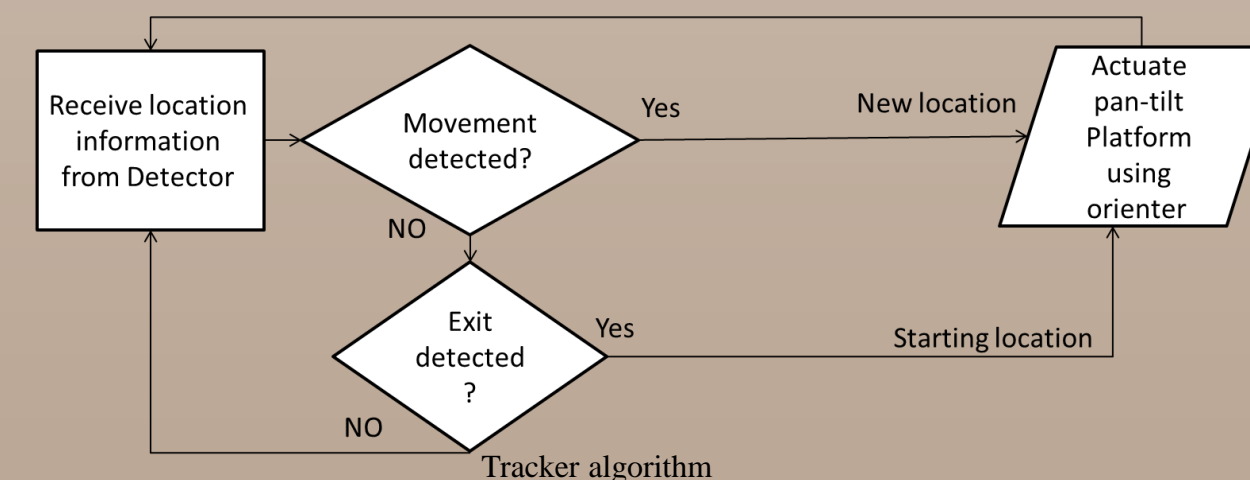 Receive location
information
from Detector
Movement
detected?
Yes
New location
Actuate
pan-tilt
Platform
using
orienter
NO
Exit
detected
?
Yes
Starting location
NO
Tracker algorithm